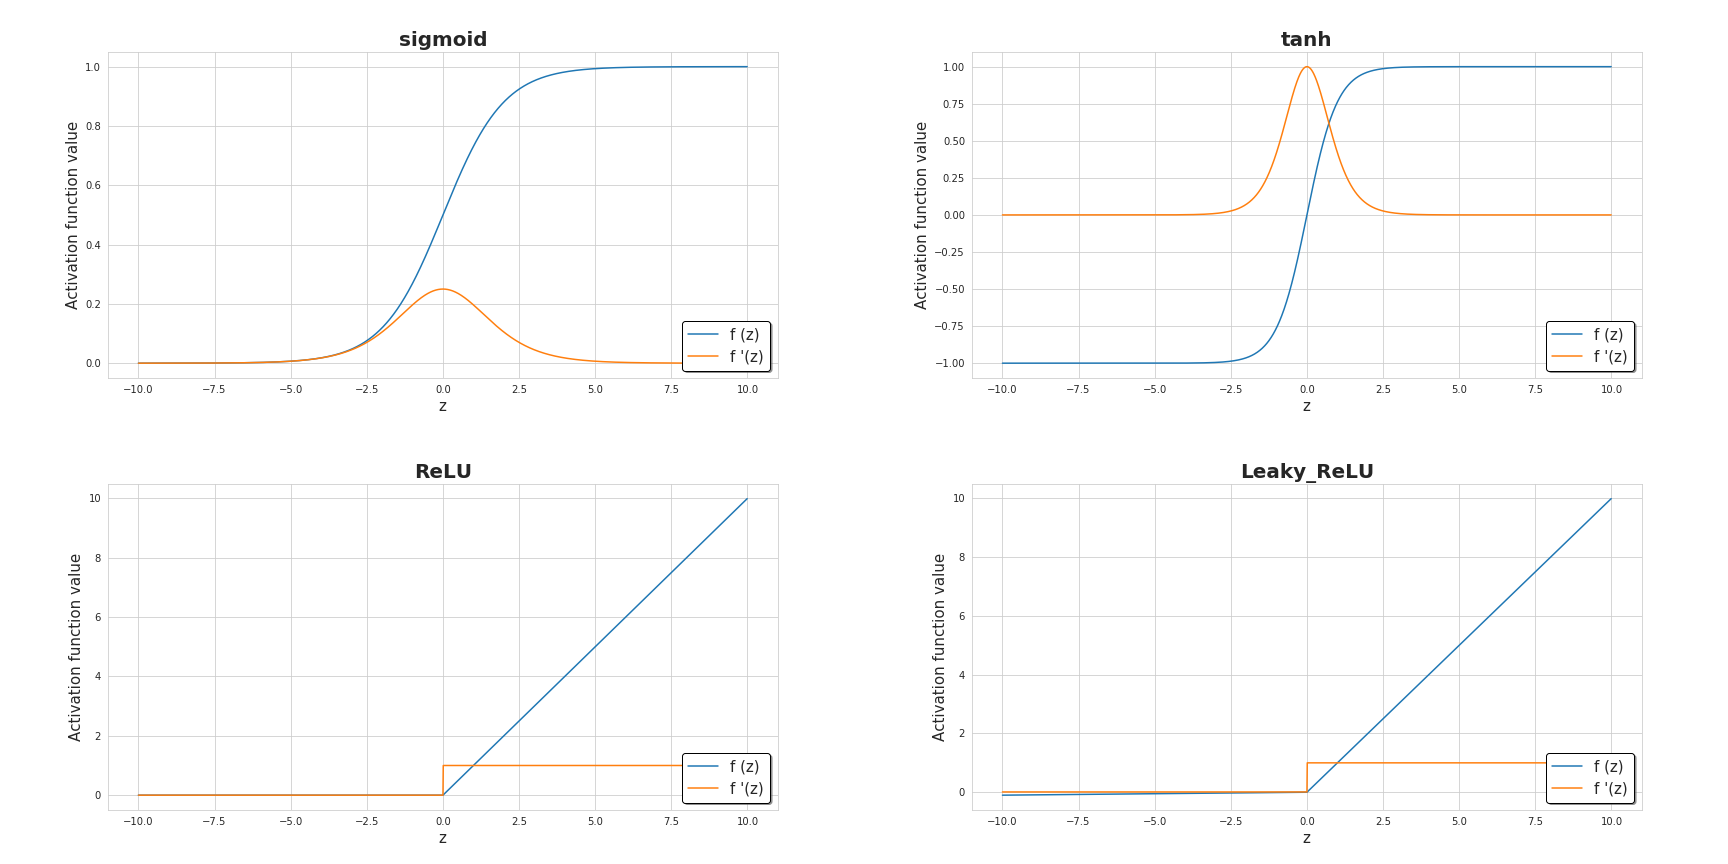 sigmoid
Activation function value
1.0
0.8
0.6
0.4
0.2
0.0
f (z)
f '(z)
−10.0 −7.5 −5.0 −2.5 0.0 2.5 5.0 7.5 10.0
z
tanh
Activation function value
1.00
0.75
0.50
0.25
0.00
−0.25
−0.50
−0.75
−1.00
f (z)
f '(z)
−10.0 −7.5 −5.0 −2.5 0.0 2.5 5.0 7.5 10.0
z
ReLU
Activation function value
10
8
6
4
2
0
f (z)
f '(z)
−10.0 −7.5 −5.0 −2.5 0.0 2.5 5.0 7.5 10.0
z
Leaky_ReLU
Activation function value
10
8
6
4
2
0
f (z)
f '(z)
−10.0 −7.5 −5.0 −2.5 0.0 2.5 5.0 7.5 10.0
z